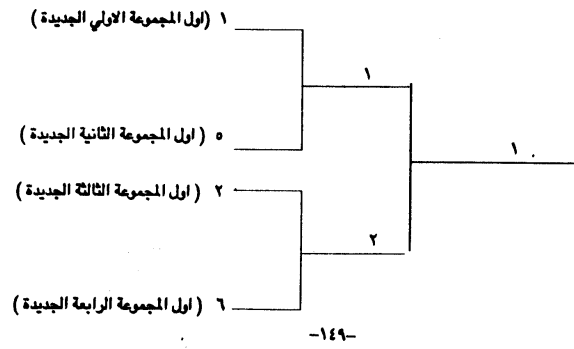 ١ (اول المجموعة الاولي الجديدة )
١
٥ ( اول المجموعة الثانية الجديدة )
١ .
٢ ( اول المجموعة الثالثة الجديدة )
٢
٦ ( اول المجموعة الرابعة الجديدة )
-١٤٩-